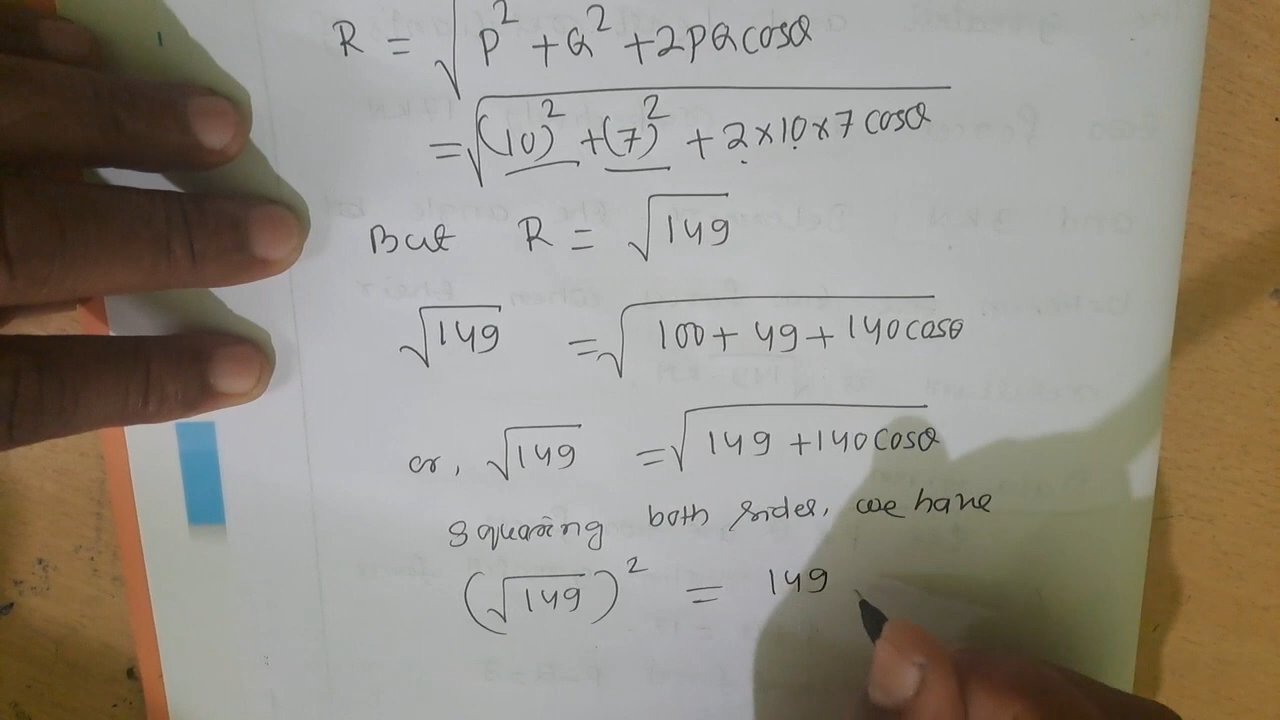 R = √P² + Q² + 2PQcosθ
= √(10)² + (7)² + 2×10×7 cosθ
But R = √149
√149 = √100 + 49 + 140cosθ
or, √149 = √149 + 140cosθ
Squaring both sides, we have
(√149)² = 149